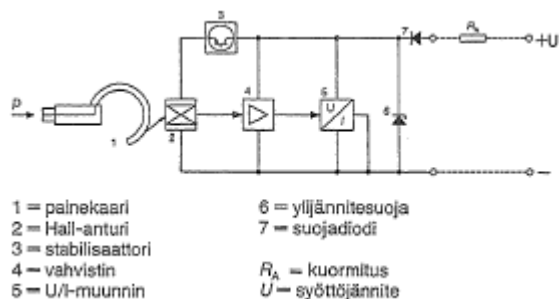 3
7
Rₐ
+U
P
4
5
U
I
6
1
2
−
1 = painekaari
2 = Hall-anturi
3 = stabilisaattori
4 = vahvistin
5 = U/I-muunnin
6 = ylijännitesuoja
7 = suojadiodi
R_A = kuormitus
U = syöttöjännite